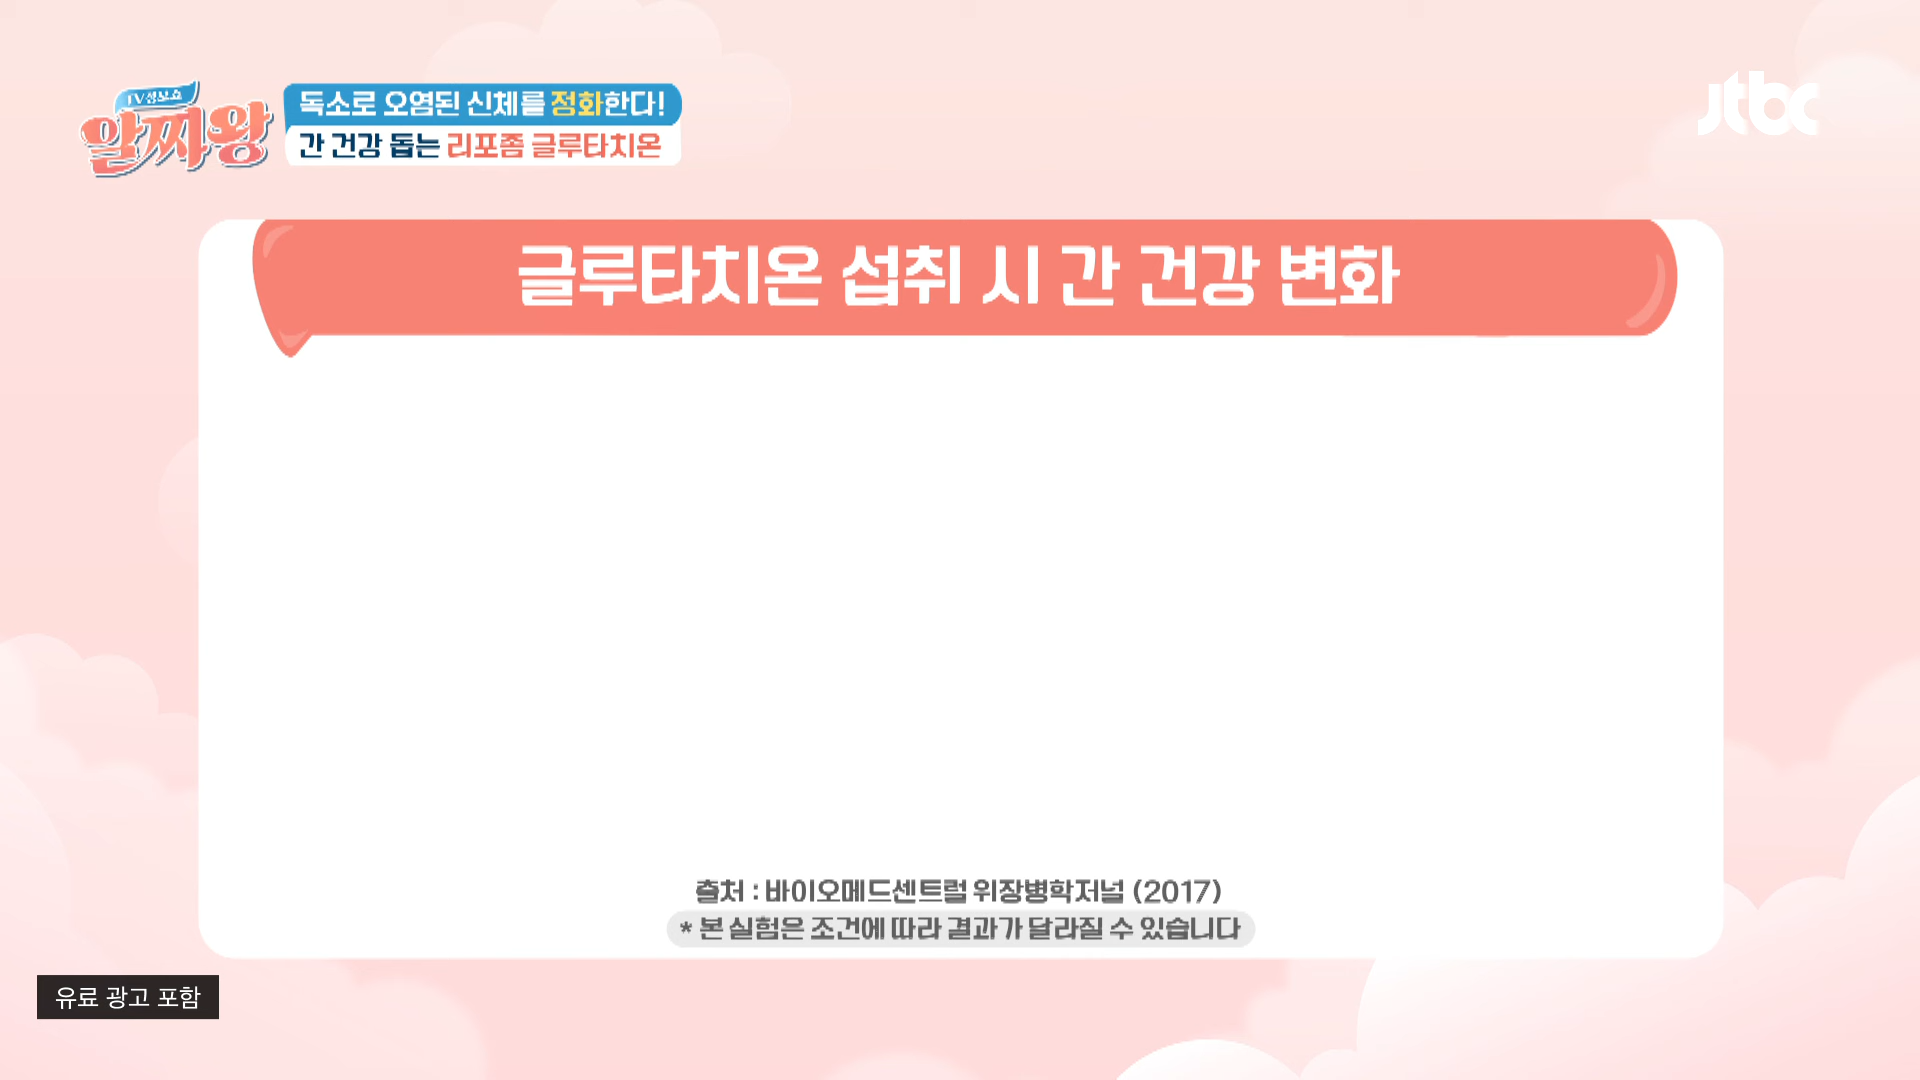 TV정보쇼
알짜왕
독소로 오염된 신체를 정화한다!
간 건강 돕는 리포좀 글루타치온
jtbc
글루타치온 섭취 시 간 건강 변화
출처 : 바이오메드센트럴 위장병학저널 (2017)
* 본 실험은 조건에 따라 결과가 달라질 수 있습니다
유료 광고 포함